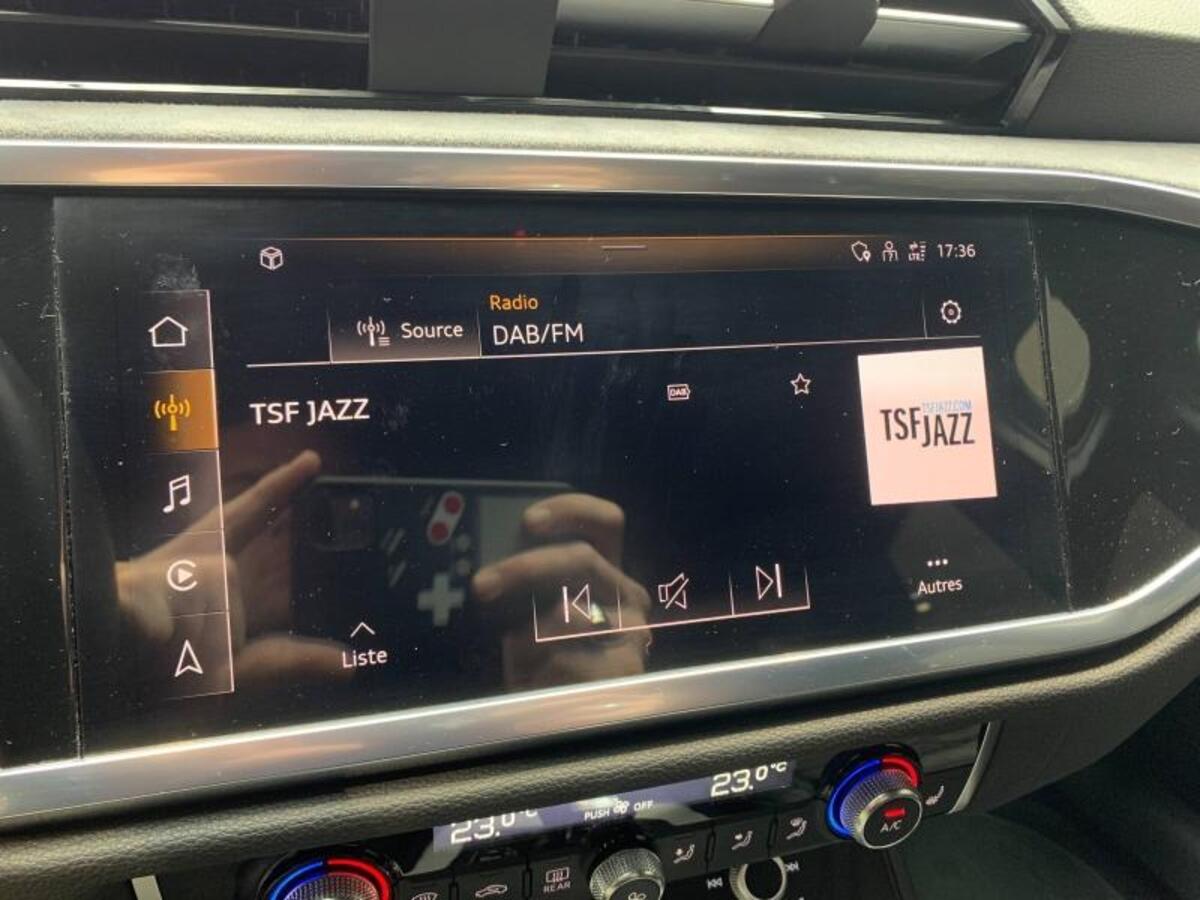 LTE 17:36
Radio
Source DAB/FM
TSF JAZZ
DAB
TSFJAZZ.COM
TSF JAZZ
Autres
Liste
23.0°C
PUSH OFF
23.0°C
A/C
REAR